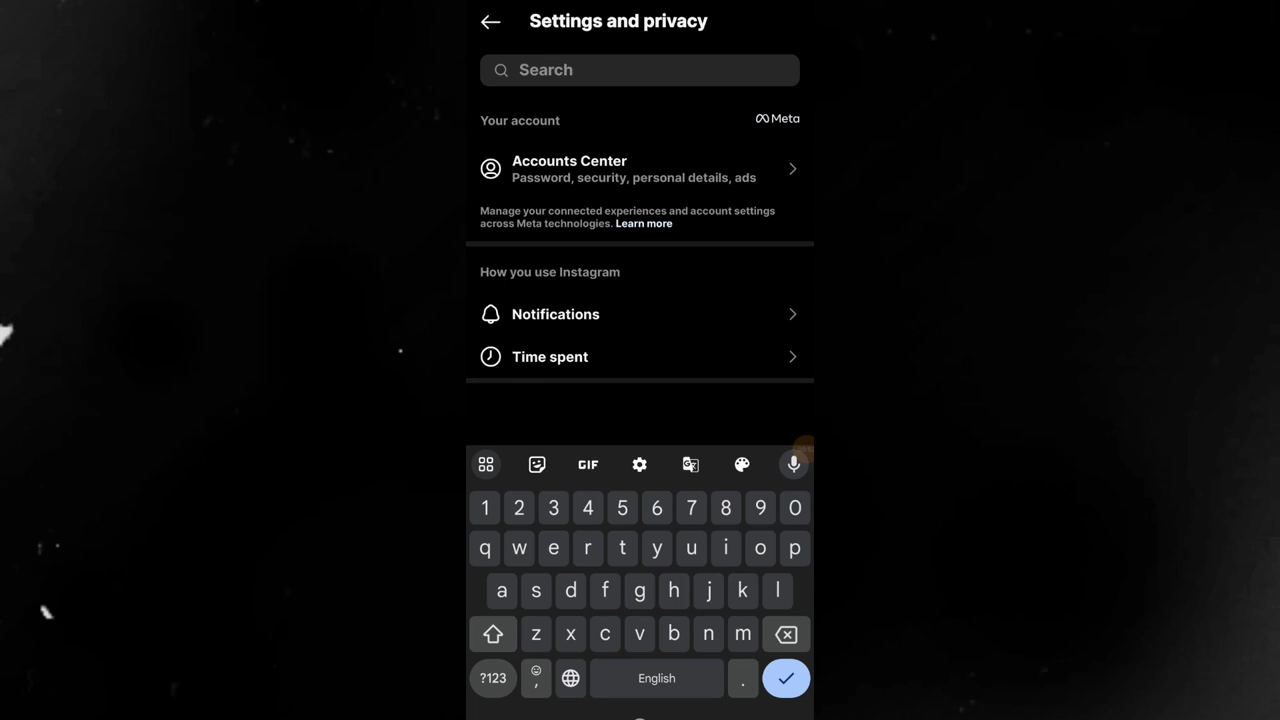 Settings and privacy
Search
Your account
Meta
Accounts Center
Password, security, personal details, ads
Manage your connected experiences and account settings
across Meta technologies. Learn more
How you use Instagram
Notifications
Time spent
GIF
1 2 3 4 5 6 7 8 9 0
q w e r t y u i o p
a s d f g h j k l
z x c v b n m
?123 , English .